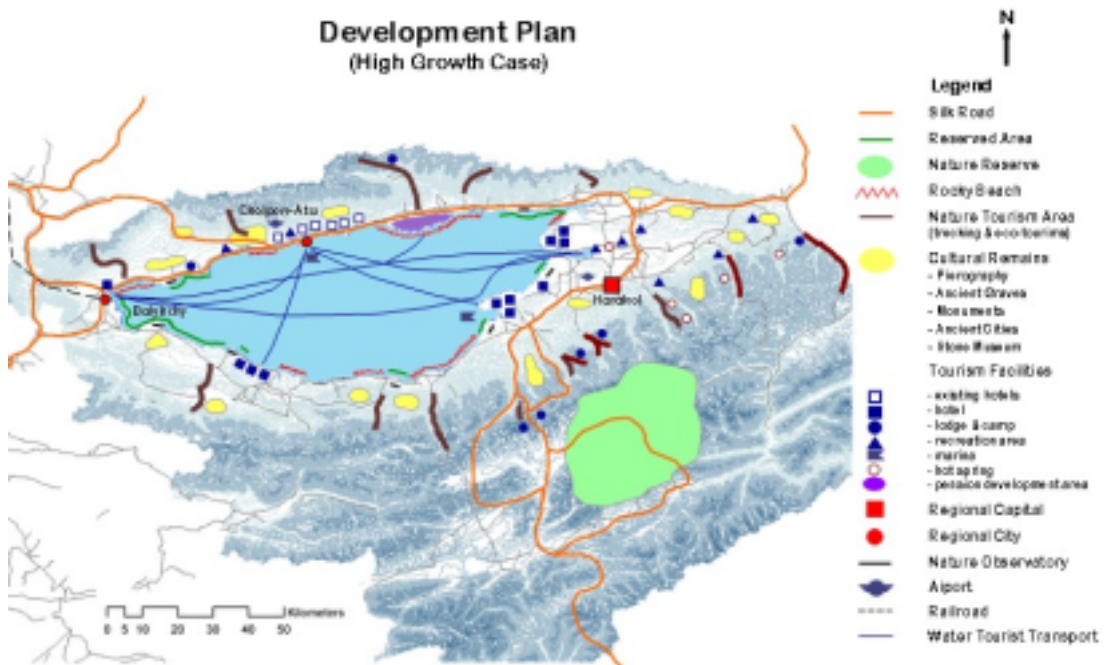 Development Plan
(High Growth Case)
N
Legend
Silk Road
Reserved Area
Nature Reserve
Rocky Beach
Nature Tourism Area
(trecking & eco tourims)
Cultural Remains
- Pierography
- Ancient Graves
- Monuments
- Ancient Cities
- Stone Museum
Tourism Facilities
- existing hotels
- hotel
- lodge & camp
- recreation area
- marina
- hot spring
- pension development area
Regional Capital
Regional City
Nature Observatory
Aiport
Railroad
Water Tourist Transport
Cholpon-Ata
Karakol
Kilometers
0 5 10 20 30 40 50